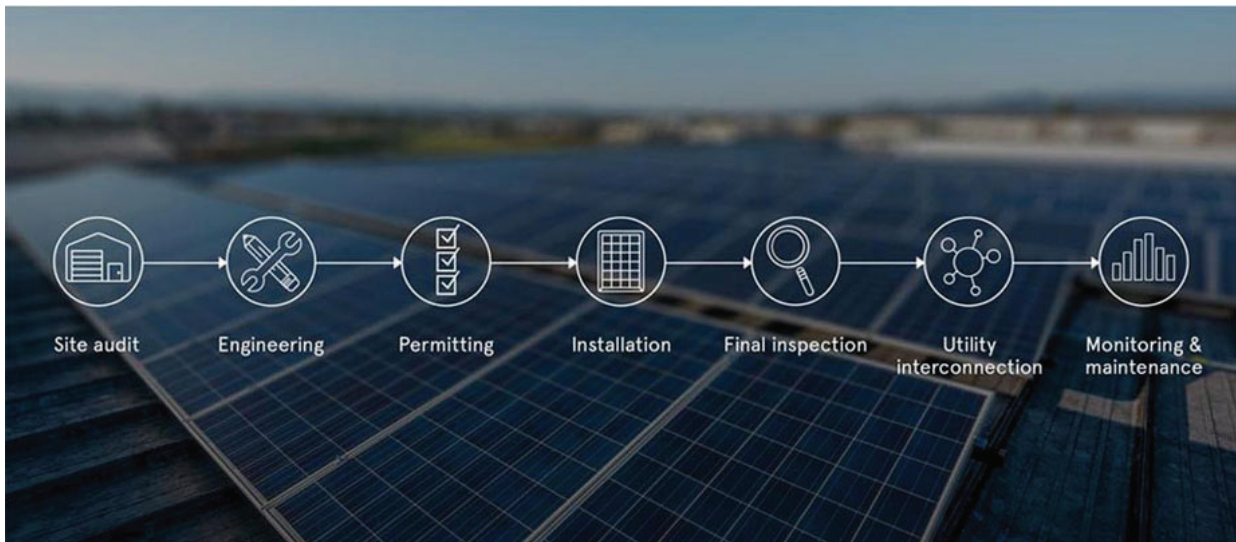 Site audit
Engineering
Permitting
Installation
Final inspection
Utility
interconnection
Monitoring &
maintenance